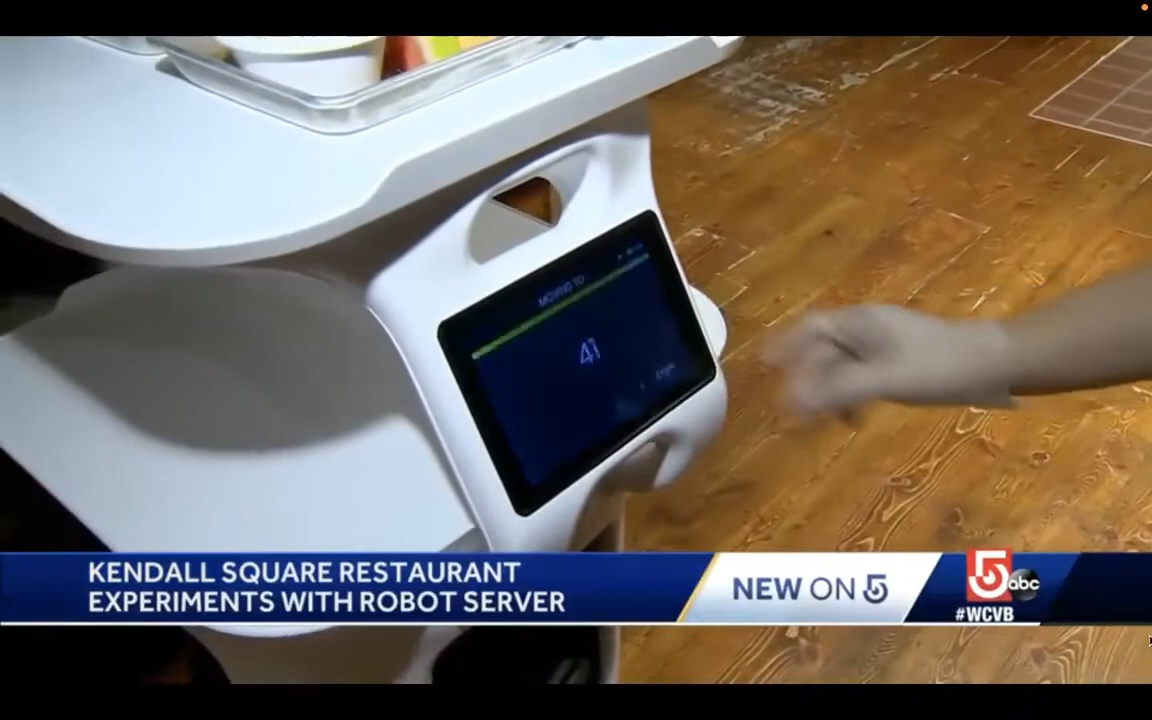 MOVING TO
41
KENDALL SQUARE RESTAURANT
EXPERIMENTS WITH ROBOT SERVER
NEW ON 5
5 abc
#WCVB